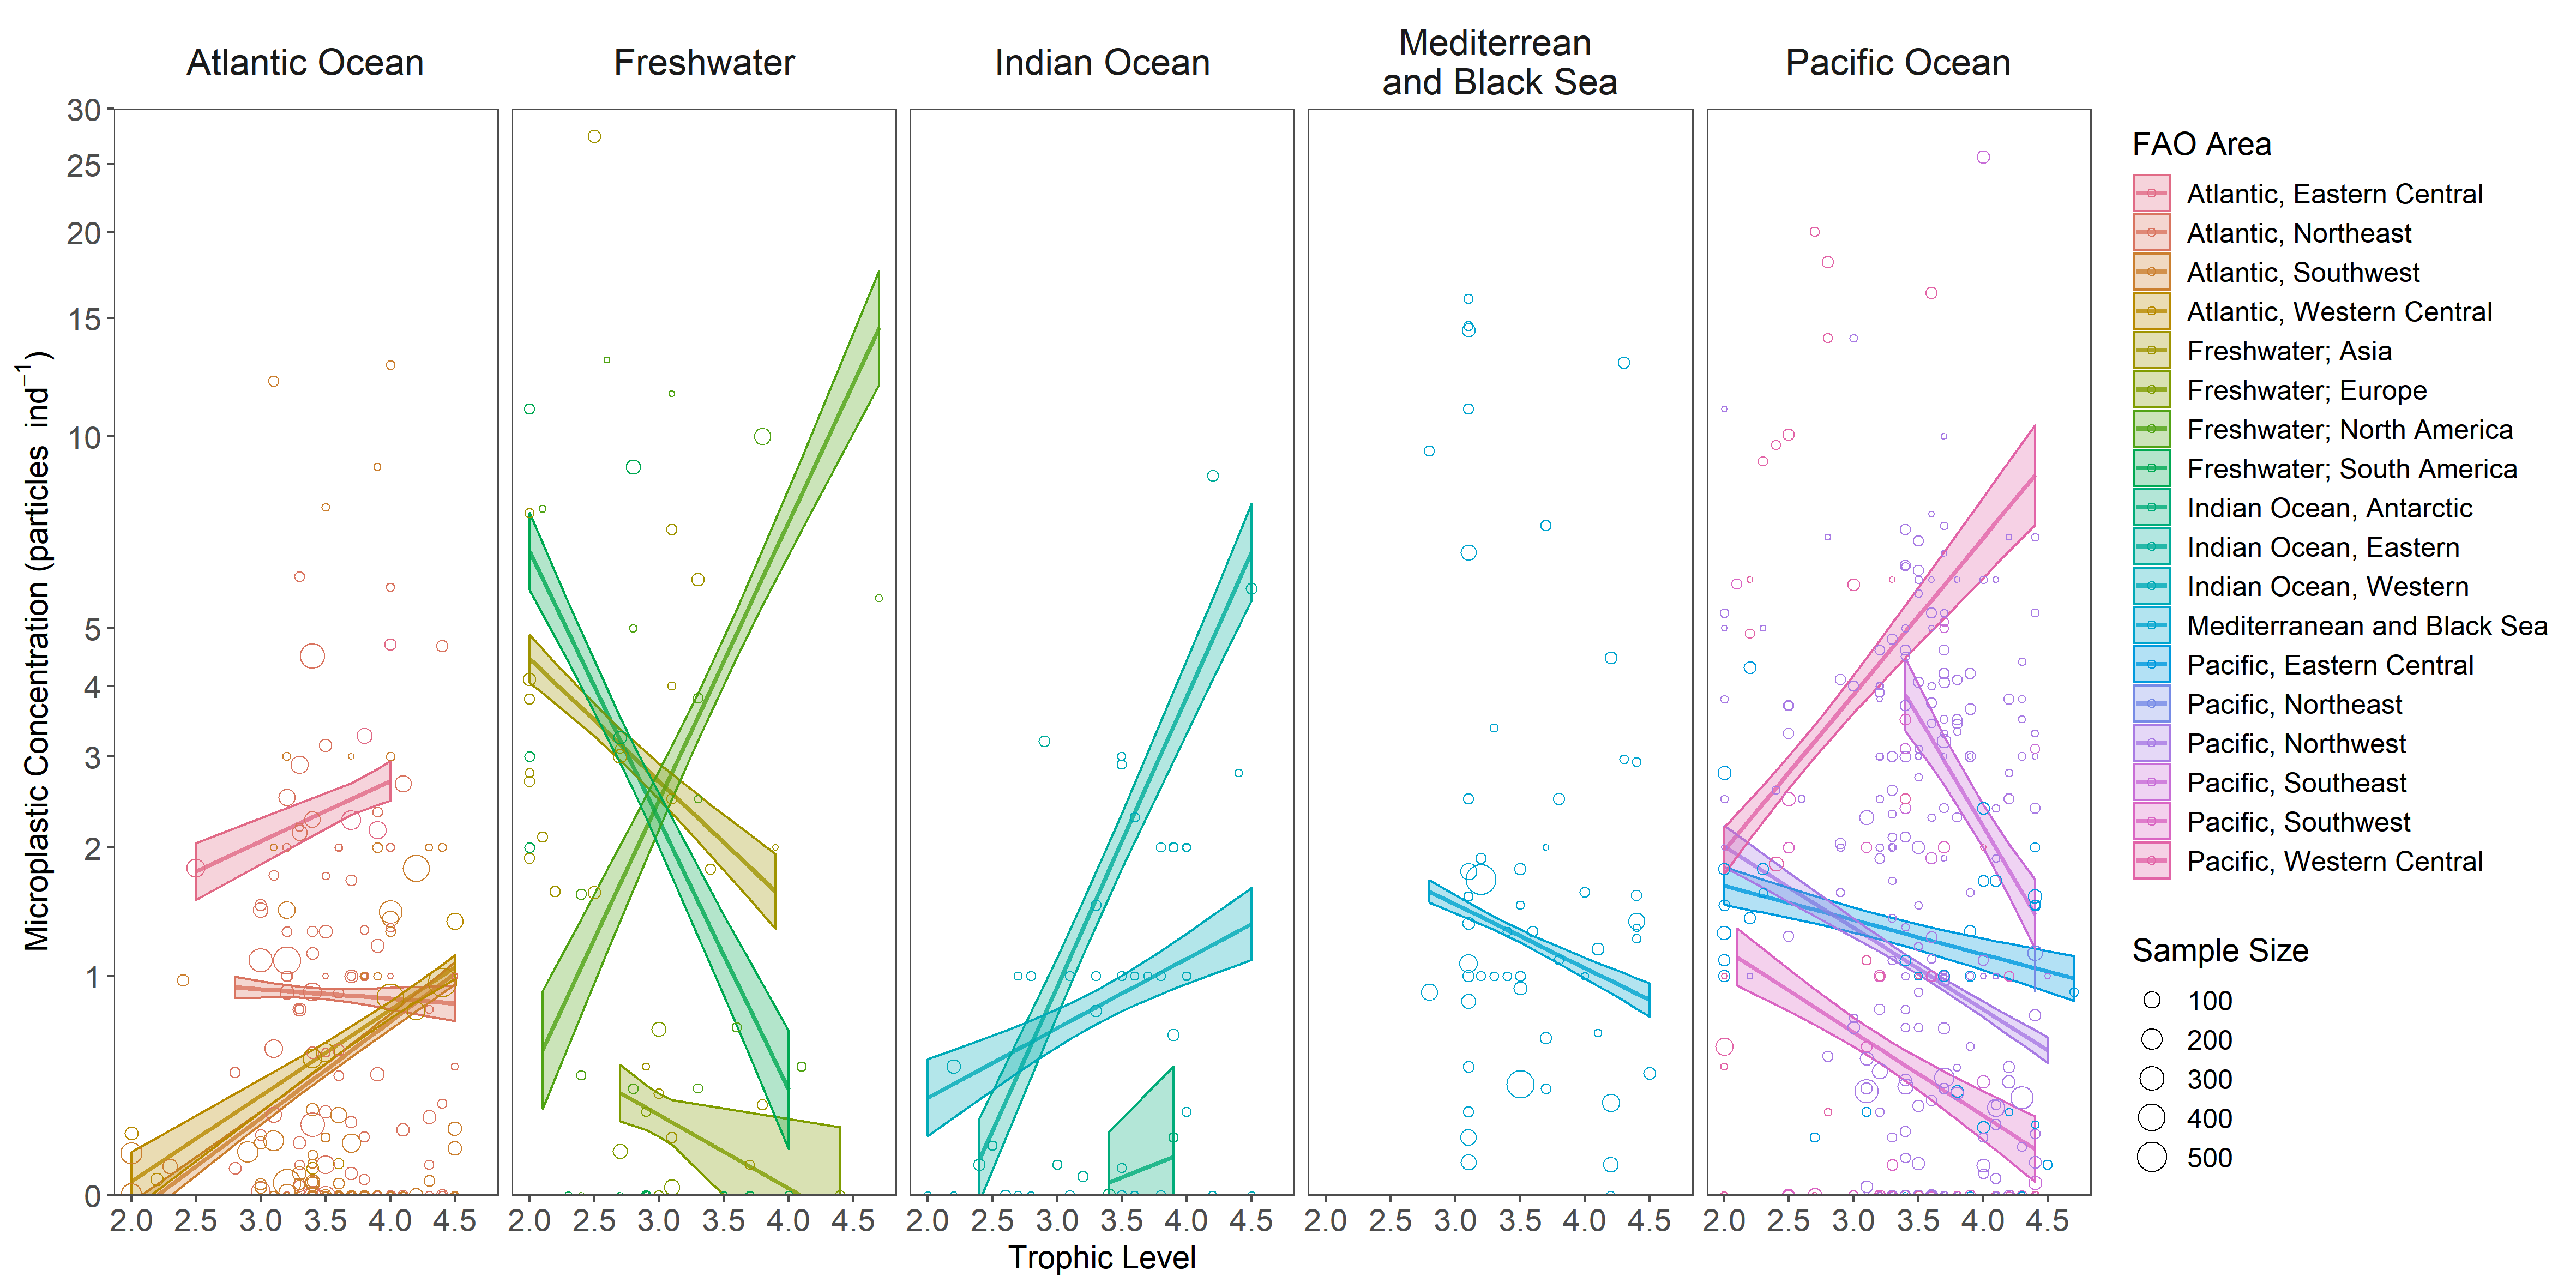 Atlantic Ocean
Freshwater
Indian Ocean
Mediterrean
and Black Sea
Pacific Ocean
Microplastic Concentration (particles ind⁻¹)
30
25
20
15
10
5
4
3
2
1
0
2.0 2.5 3.0 3.5 4.0 4.5
2.0 2.5 3.0 3.5 4.0 4.5
2.0 2.5 3.0 3.5 4.0 4.5
2.0 2.5 3.0 3.5 4.0 4.5
2.0 2.5 3.0 3.5 4.0 4.5
Trophic Level
FAO Area
Atlantic, Eastern Central
Atlantic, Northeast
Atlantic, Southwest
Atlantic, Western Central
Freshwater; Asia
Freshwater; Europe
Freshwater; North America
Freshwater; South America
Indian Ocean, Antarctic
Indian Ocean, Eastern
Indian Ocean, Western
Mediterranean and Black Sea
Pacific, Eastern Central
Pacific, Northeast
Pacific, Northwest
Pacific, Southeast
Pacific, Southwest
Pacific, Western Central
Sample Size
100
200
300
400
500